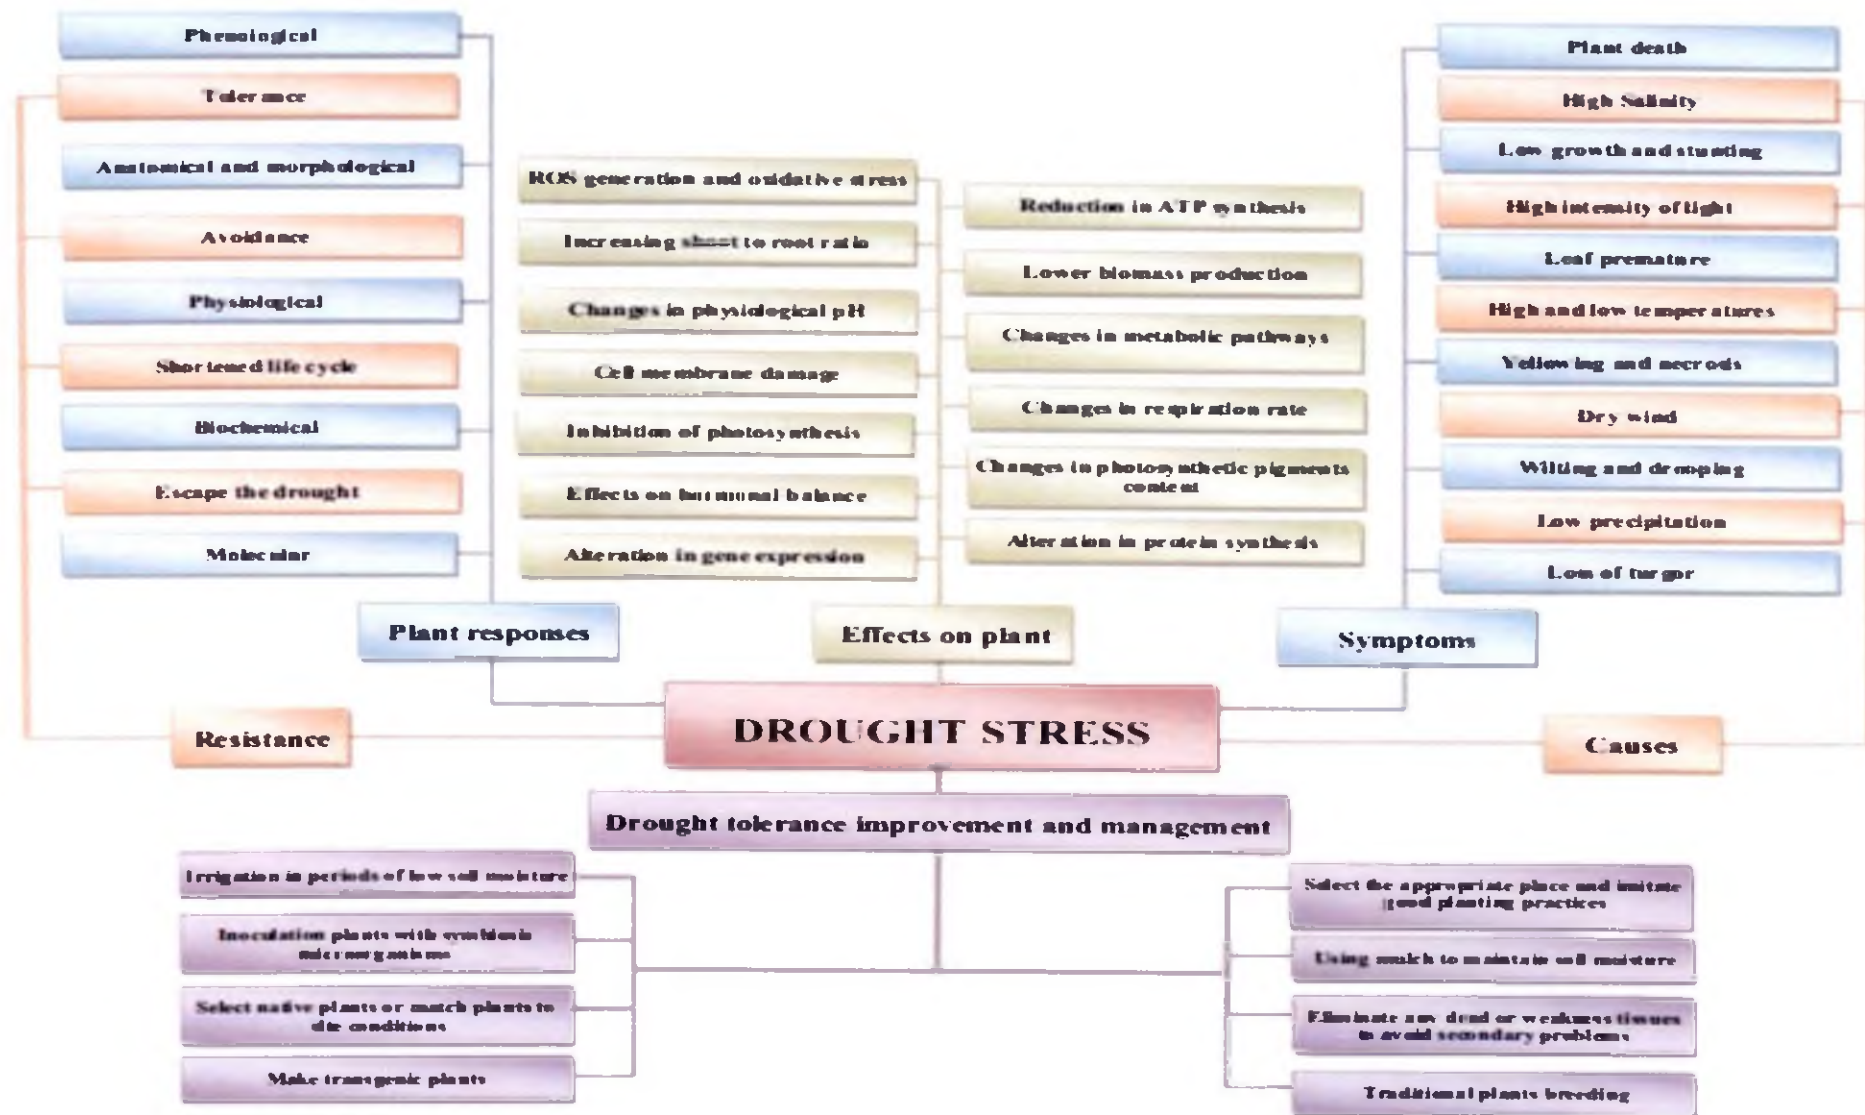 Phenological
Tolerance
Anatomical and morphological
Avoidance
Physiological
Shortened life cycle
Biochemical
Escape the drought
Molecular
Plant responses
Resistance
ROS generation and oxidative stress
Increasing shoot to root ratio
Changes in physiological pH
Cell membrane damage
Inhibition of photosynthesis
Effects on hormonal balance
Alteration in gene expression
Reduction in ATP synthesis
Lower biomass production
Changes in metabolic pathways
Changes in respiration rate
Changes in photosynthetic pigments
content
Alteration in protein synthesis
Effects on plant
Plant death
High Salinity
Low growth and stunting
High intensity of light
Leaf premature
High and low temperatures
Yellowing and necrosis
Dry wind
Wilting and drooping
Low precipitation
Loss of turgor
Symptoms
Causes
DROUGHT STRESS
Drought tolerance improvement and management
Irrigation in periods of low soil moisture
Inoculation plants with symbiosis
microorganisms
Select native plants or match plants to
site conditions
Make transgenic plants
Select the appropriate place and imitate
good planting practices
Using mulch to maintain soil moisture
Eliminate any dead or weakness tissues
to avoid secondary problems
Traditional plants breeding